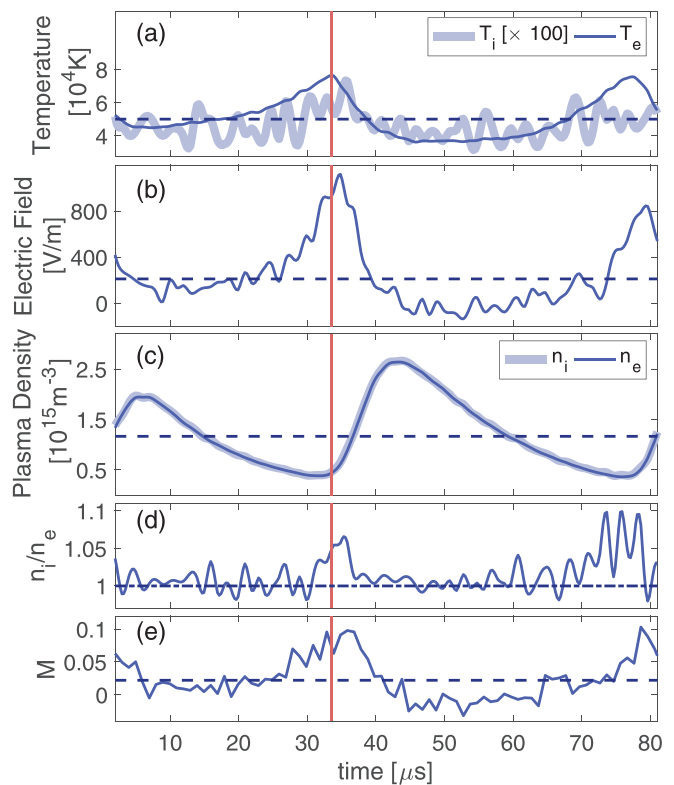 (a)
T_i [× 100] T_e
Temperature
[10^4K]
8
6
4
(b)
Electric Field
[V/m]
800
400
0
(c)
n_i n_e
Plasma Density
[10^15m^-3]
2.5
1.5
0.5
(d)
n_i/n_e
1.1
1.05
1
(e)
M
0.1
0.05
0
10 20 30 40 50 60 70 80
time [μs]